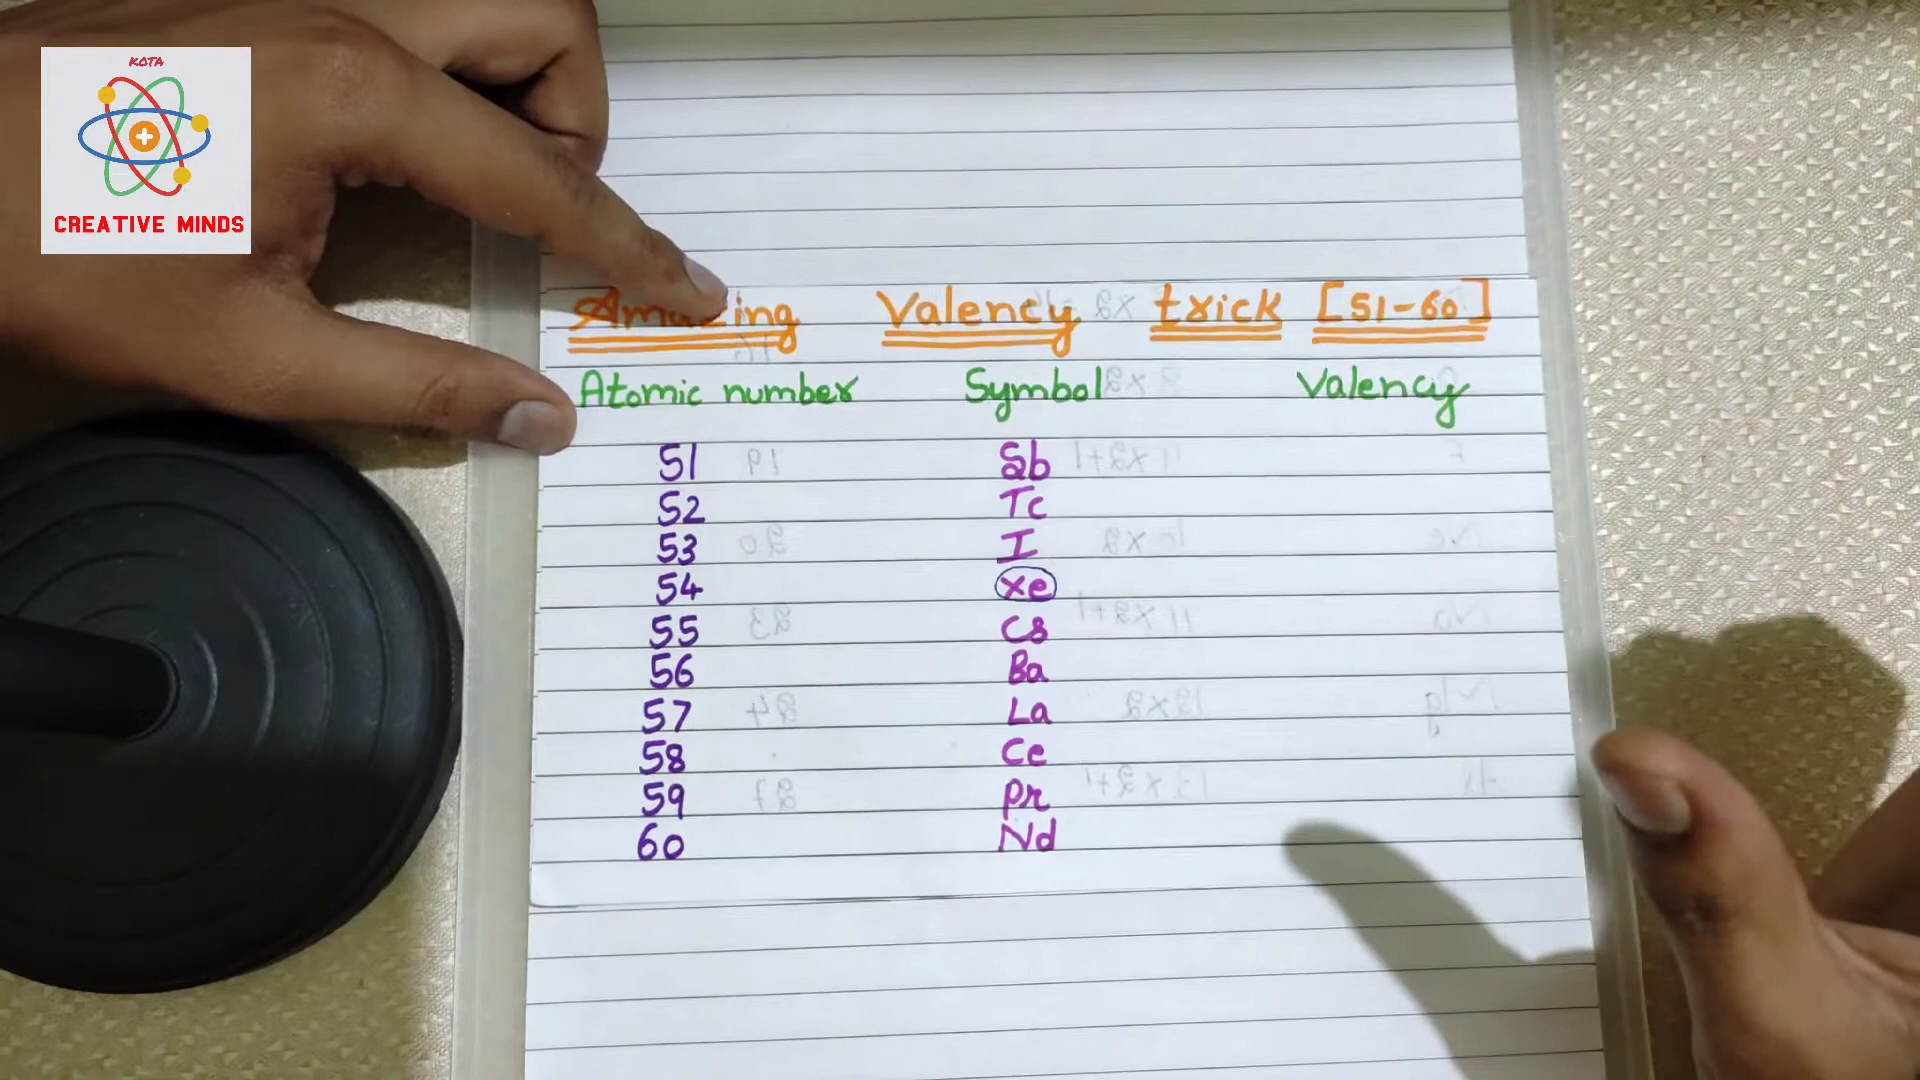 KOTA
CREATIVE MINDS
Amazing Valency trick [51-60]
Atomic number Symbol Valency
51 Sb
52 Tc
53 I
54 Xe
55 Cs
56 Ba
57 La
58 Ce
59 Pr
60 Nd